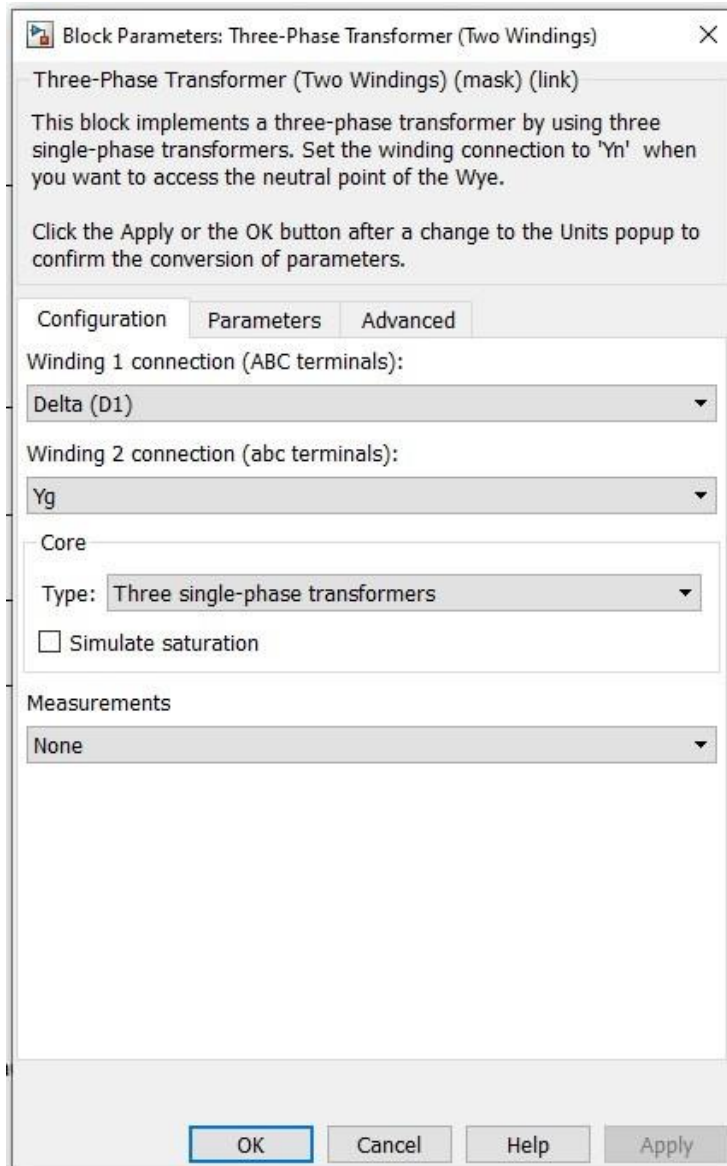 Block Parameters: Three-Phase Transformer (Two Windings)
Three-Phase Transformer (Two Windings) (mask) (link)
This block implements a three-phase transformer by using three
single-phase transformers. Set the winding connection to 'Yn' when
you want to access the neutral point of the Wye.
Click the Apply or the OK button after a change to the Units popup to
confirm the conversion of parameters.
Configuration Parameters Advanced
Winding 1 connection (ABC terminals):
Delta (D1)
Winding 2 connection (abc terminals):
Yg
Core
Type: Three single-phase transformers
Simulate saturation
Measurements
None
OK Cancel Help Apply